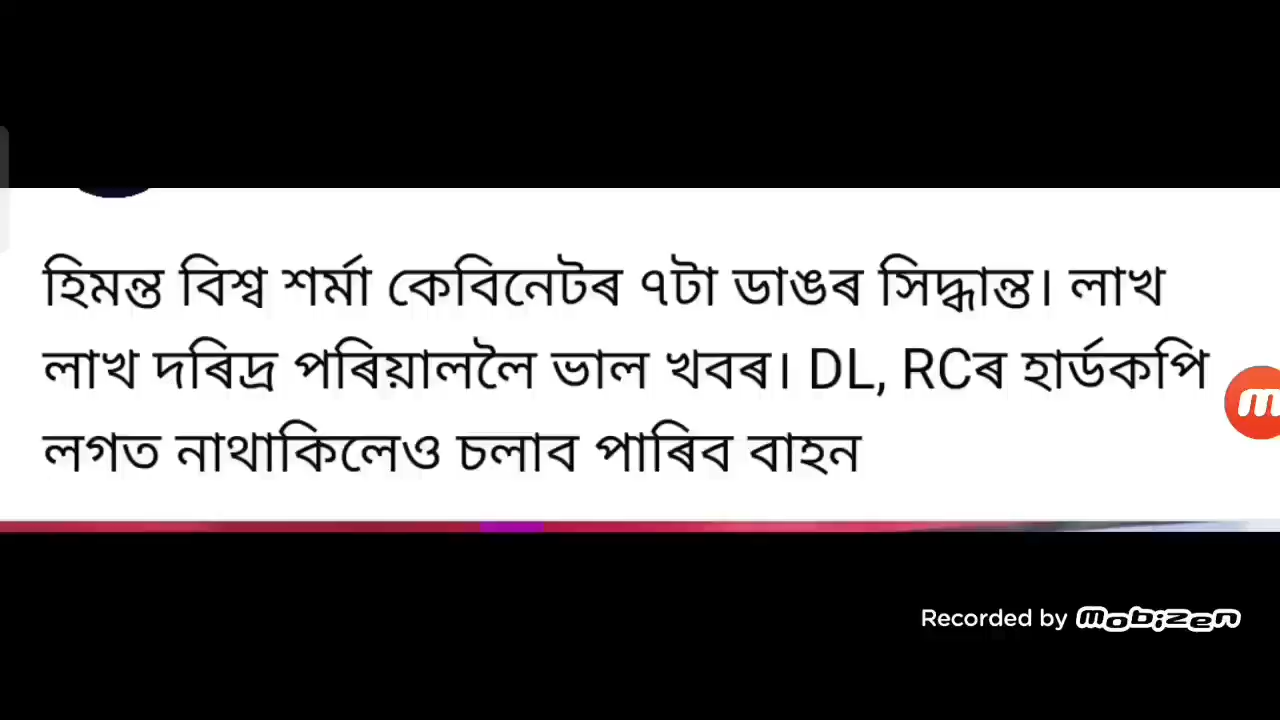 হিমন্ত বিশ্ব শৰ্মা কেবিনেটৰ ৭টা ডাঙৰ সিদ্ধান্ত। লাখ
লাখ দৰিদ্ৰ পৰিয়াললৈ ভাল খবৰ। DL, RCৰ হাৰ্ডকপি
লগত নাথাকিলেও চলাব পাৰিব বাহন
Recorded by mobizen